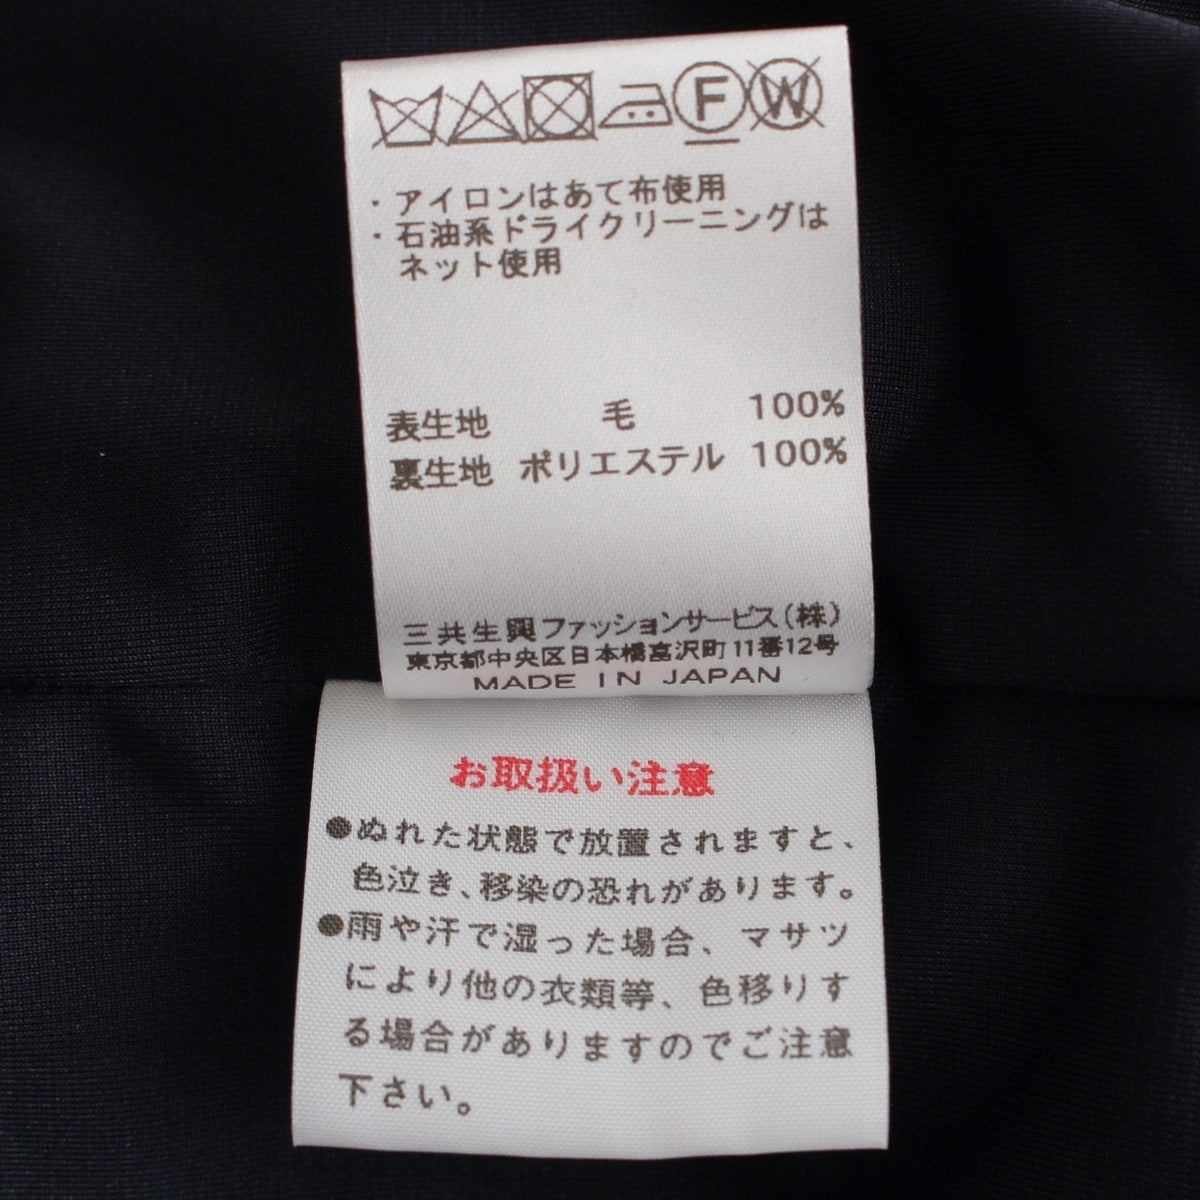 F W
・アイロンはあて布使用
・石油系ドライクリーニングは
ネット使用
表生地 毛 100%
裏生地 ポリエステル 100%
三共生興ファッションサービス(株)
東京都中央区日本橋富沢町11番12号
MADE IN JAPAN
お取扱い注意
●ぬれた状態で放置されますと、
色泣き、移染の恐れがあります。
●雨や汗で湿った場合、マサツ
により他の衣類等、色移りす
る場合がありますのでご注意
下さい。